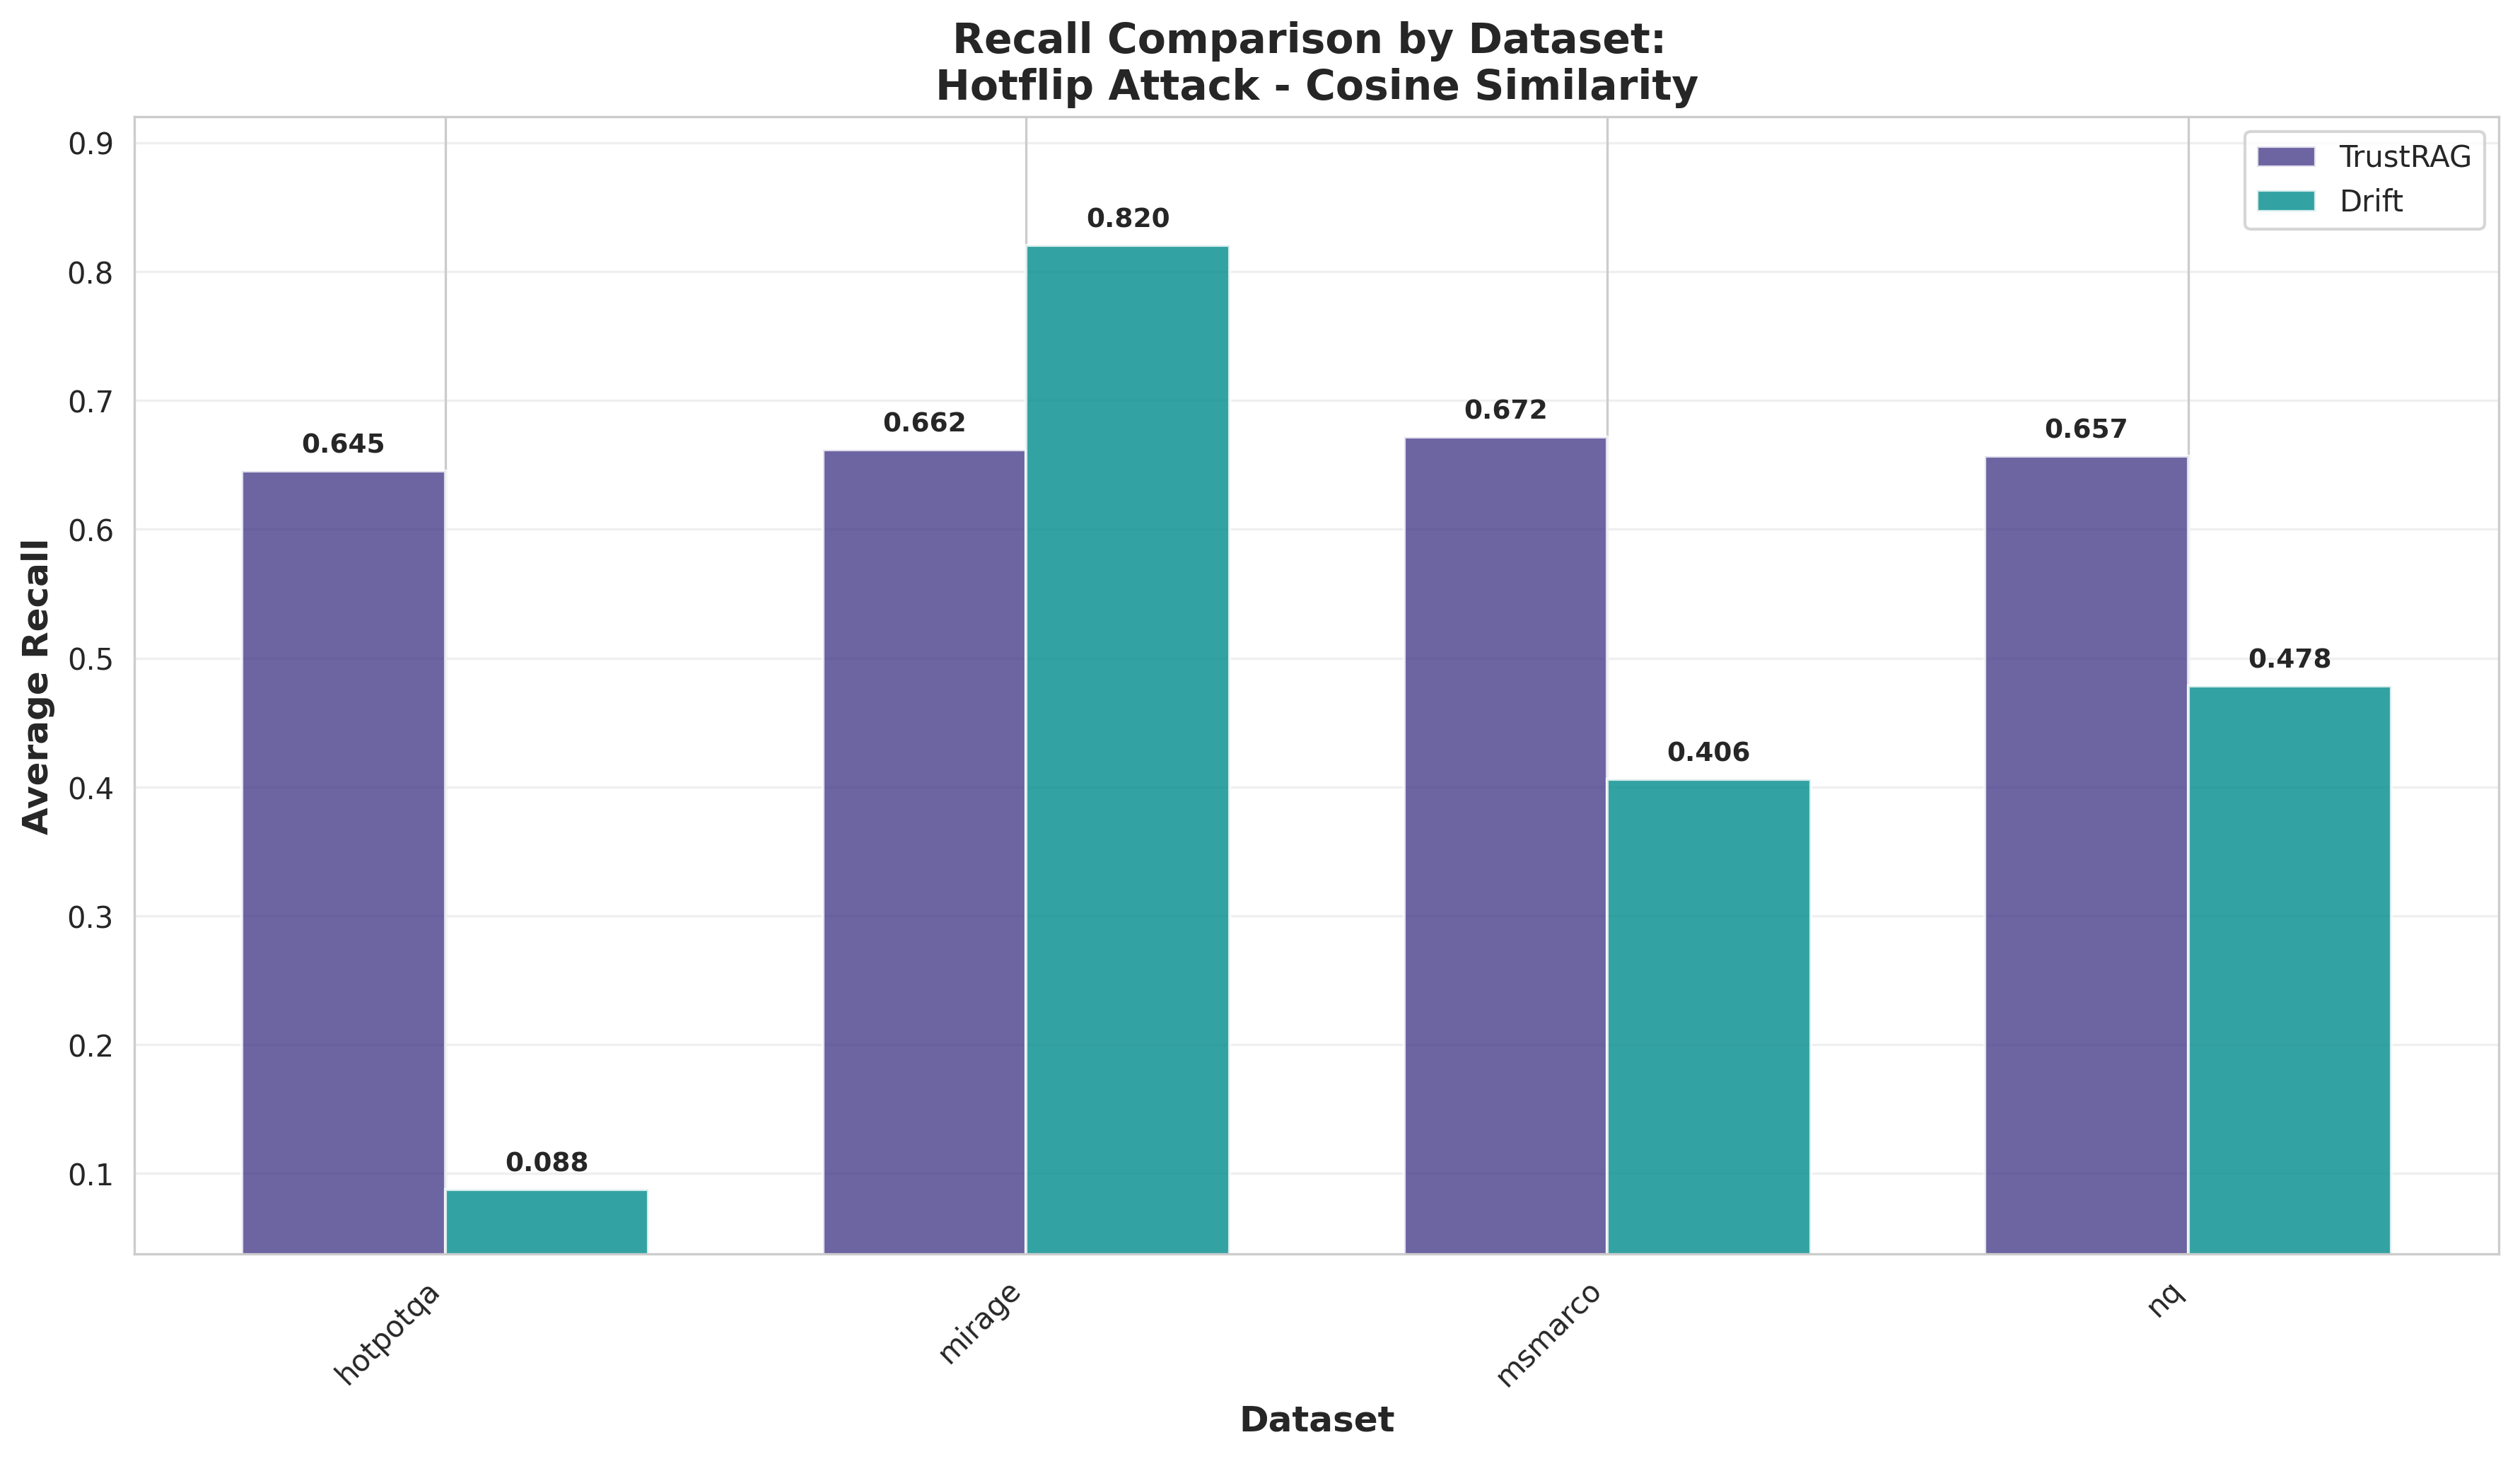 Recall Comparison by Dataset:
Hotflip Attack - Cosine Similarity
TrustRAG
Drift
Average Recall
0.9
0.8
0.7
0.6
0.5
0.4
0.3
0.2
0.1
0.645
0.088
0.662
0.820
0.672
0.406
0.657
0.478
hotpotqa
mirage
msmarco
nq
Dataset